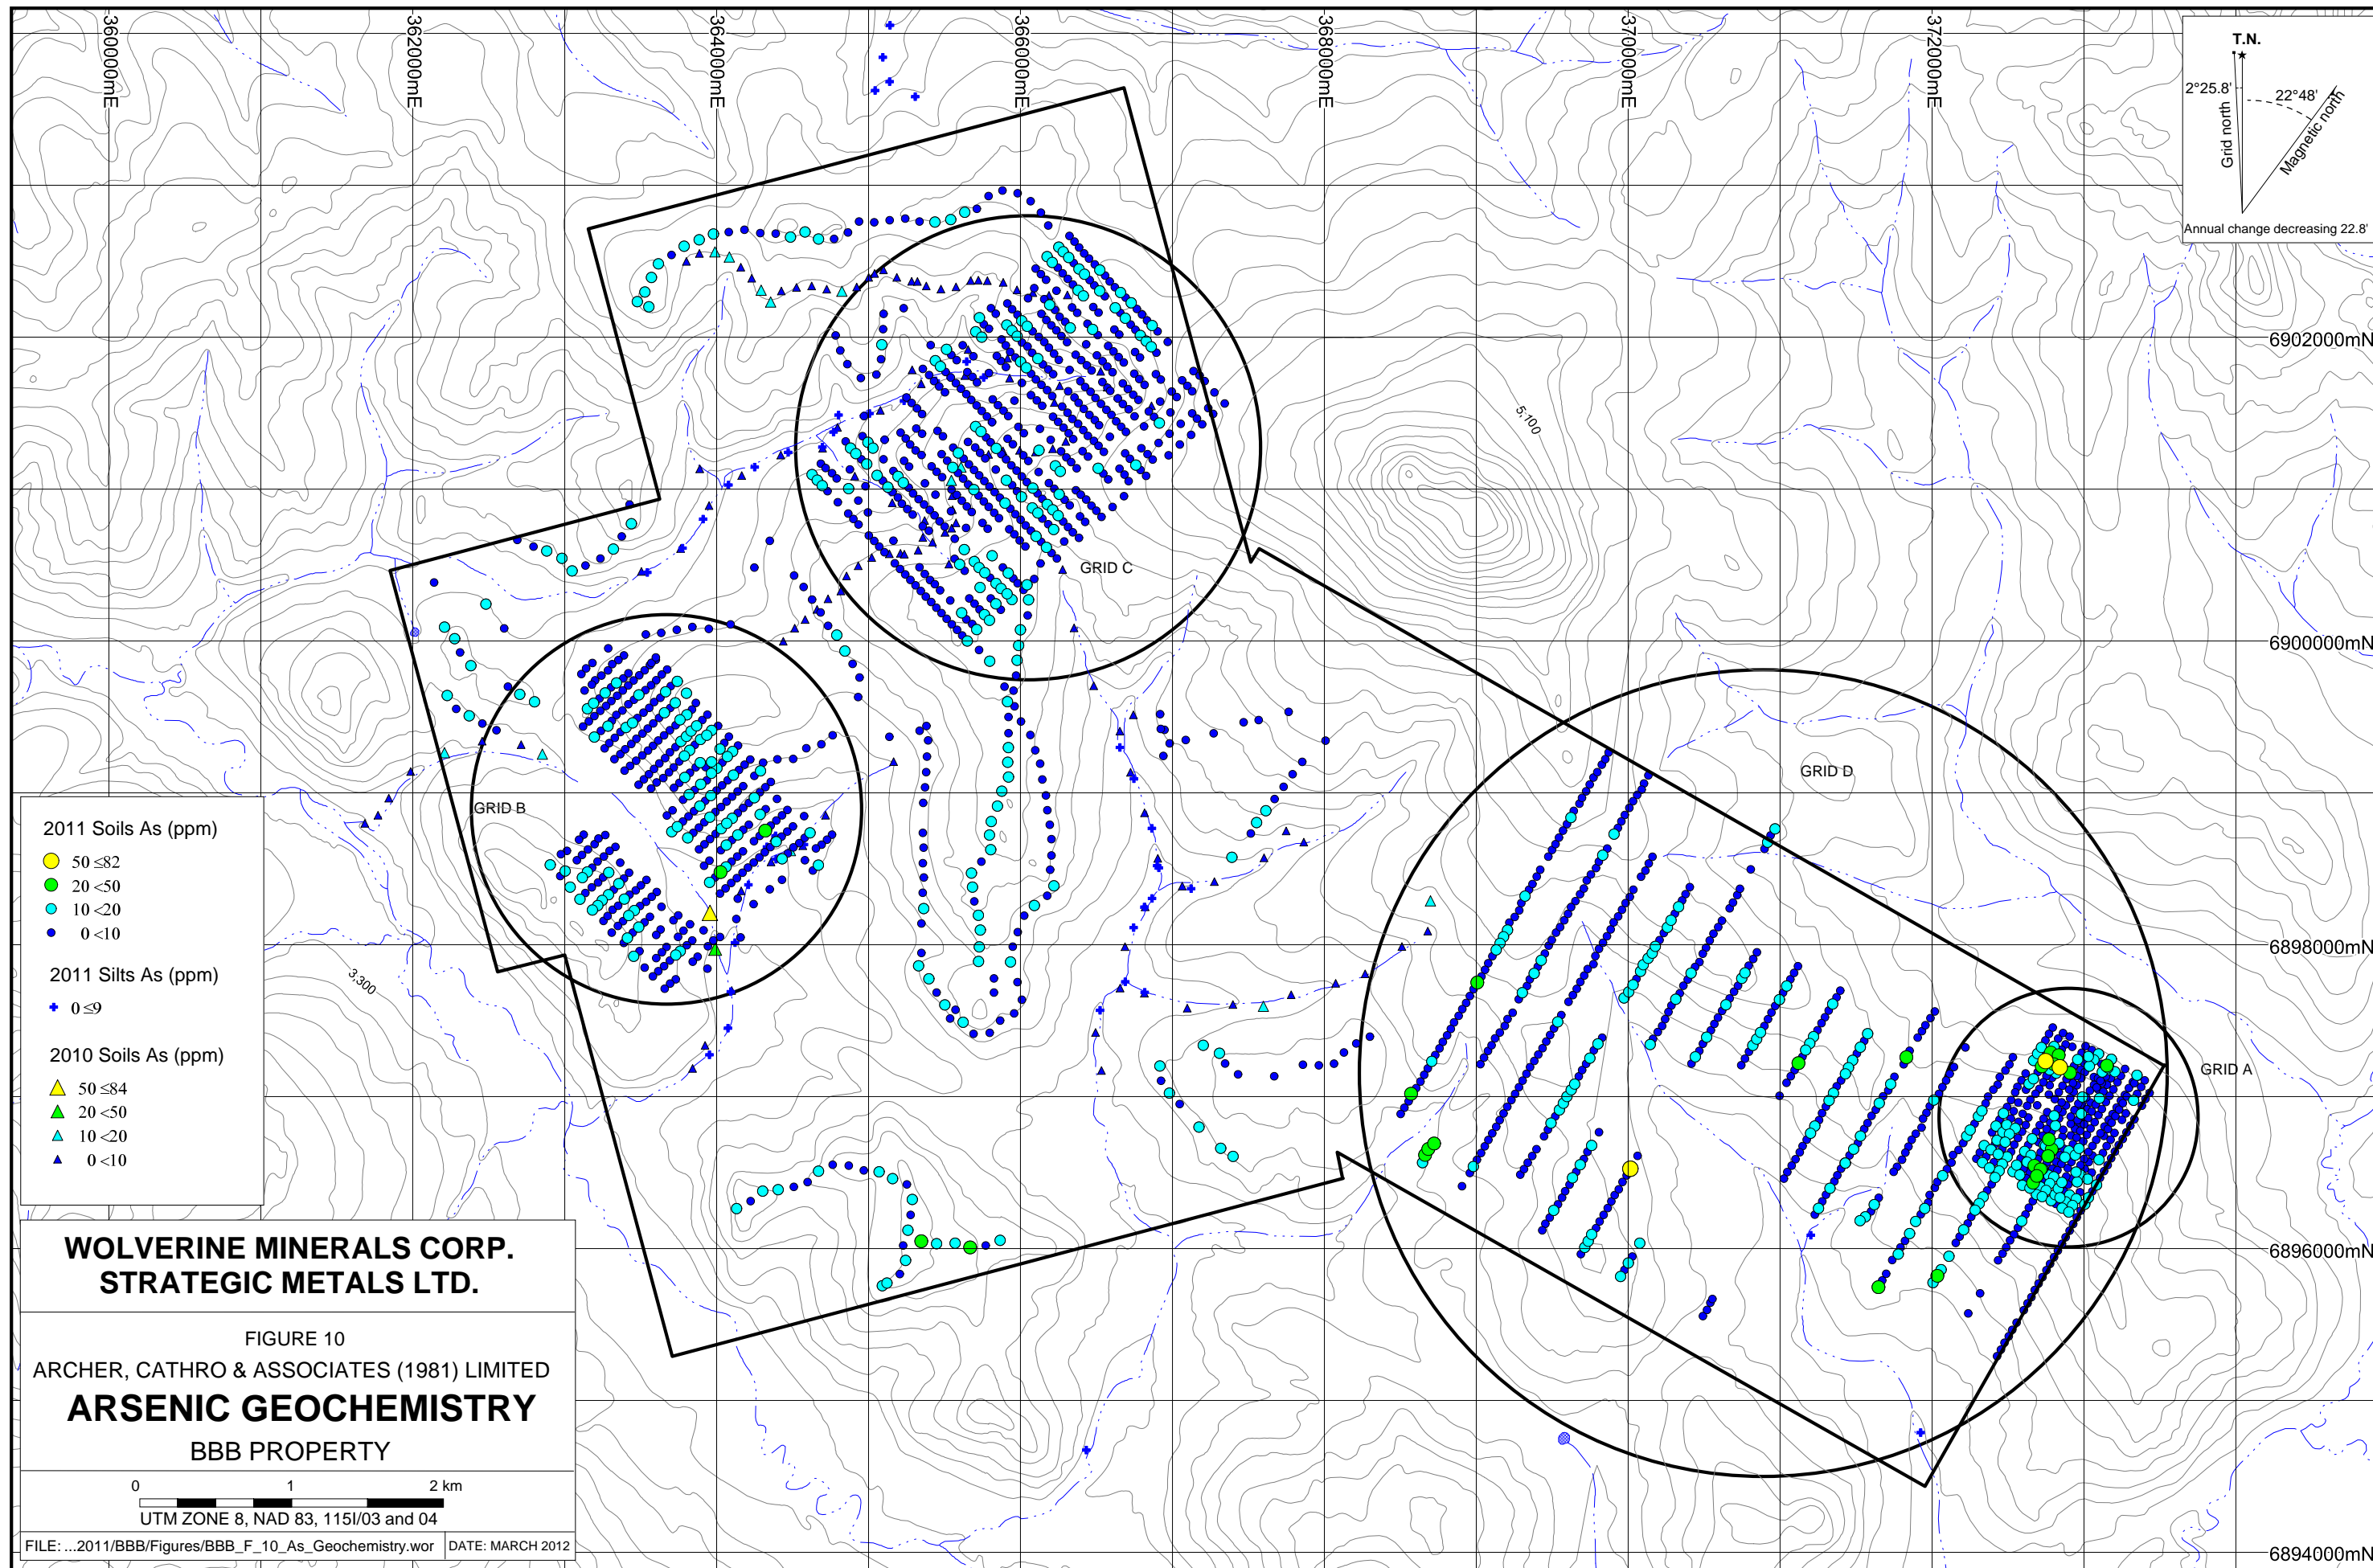 360000mE
362000mE
364000mE
366000mE
368000mE
370000mE
372000mE
T.N.
2°25.8'
22°48'
Grid north
Magnetic north
Annual change decreasing 22.8'
6902000mN
5,100
GRID C
6900000mN
GRID D
GRID B
2011 Soils As (ppm)
50 ≤82
20 <50
10 <20
0 <10
2011 Silts As (ppm)
0 ≤9
2010 Soils As (ppm)
50 ≤84
20 <50
10 <20
0 <10
6898000mN
3,300
GRID A
6896000mN
WOLVERINE MINERALS CORP.
STRATEGIC METALS LTD.
FIGURE 10
ARCHER, CATHRO & ASSOCIATES (1981) LIMITED
ARSENIC GEOCHEMISTRY
BBB PROPERTY
0 1 2 km
UTM ZONE 8, NAD 83, 115I/03 and 04
FILE: ...2011/BBB/Figures/BBB_F_10_As_Geochemistry.wor DATE: MARCH 2012
6894000mN